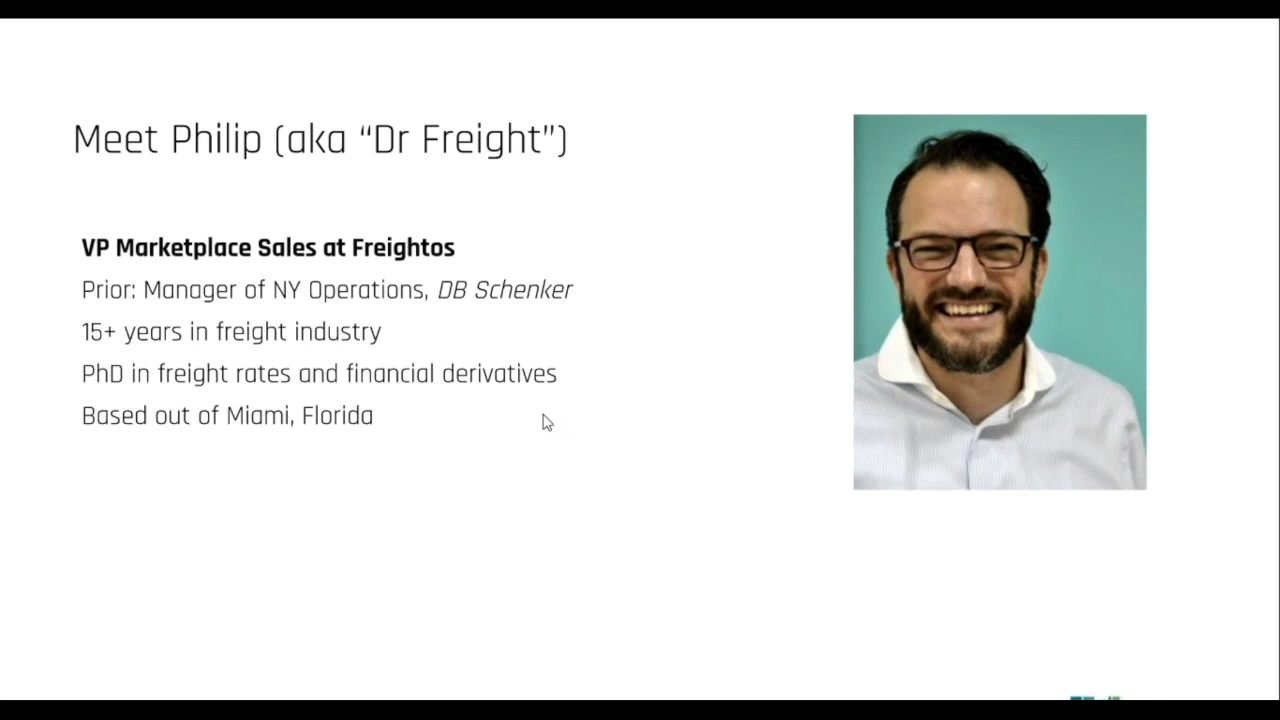 Meet Philip (aka “Dr Freight”)
VP Marketplace Sales at Freightos
Prior: Manager of NY Operations, DB Schenker
15+ years in freight industry
PhD in freight rates and financial derivatives
Based out of Miami, Florida